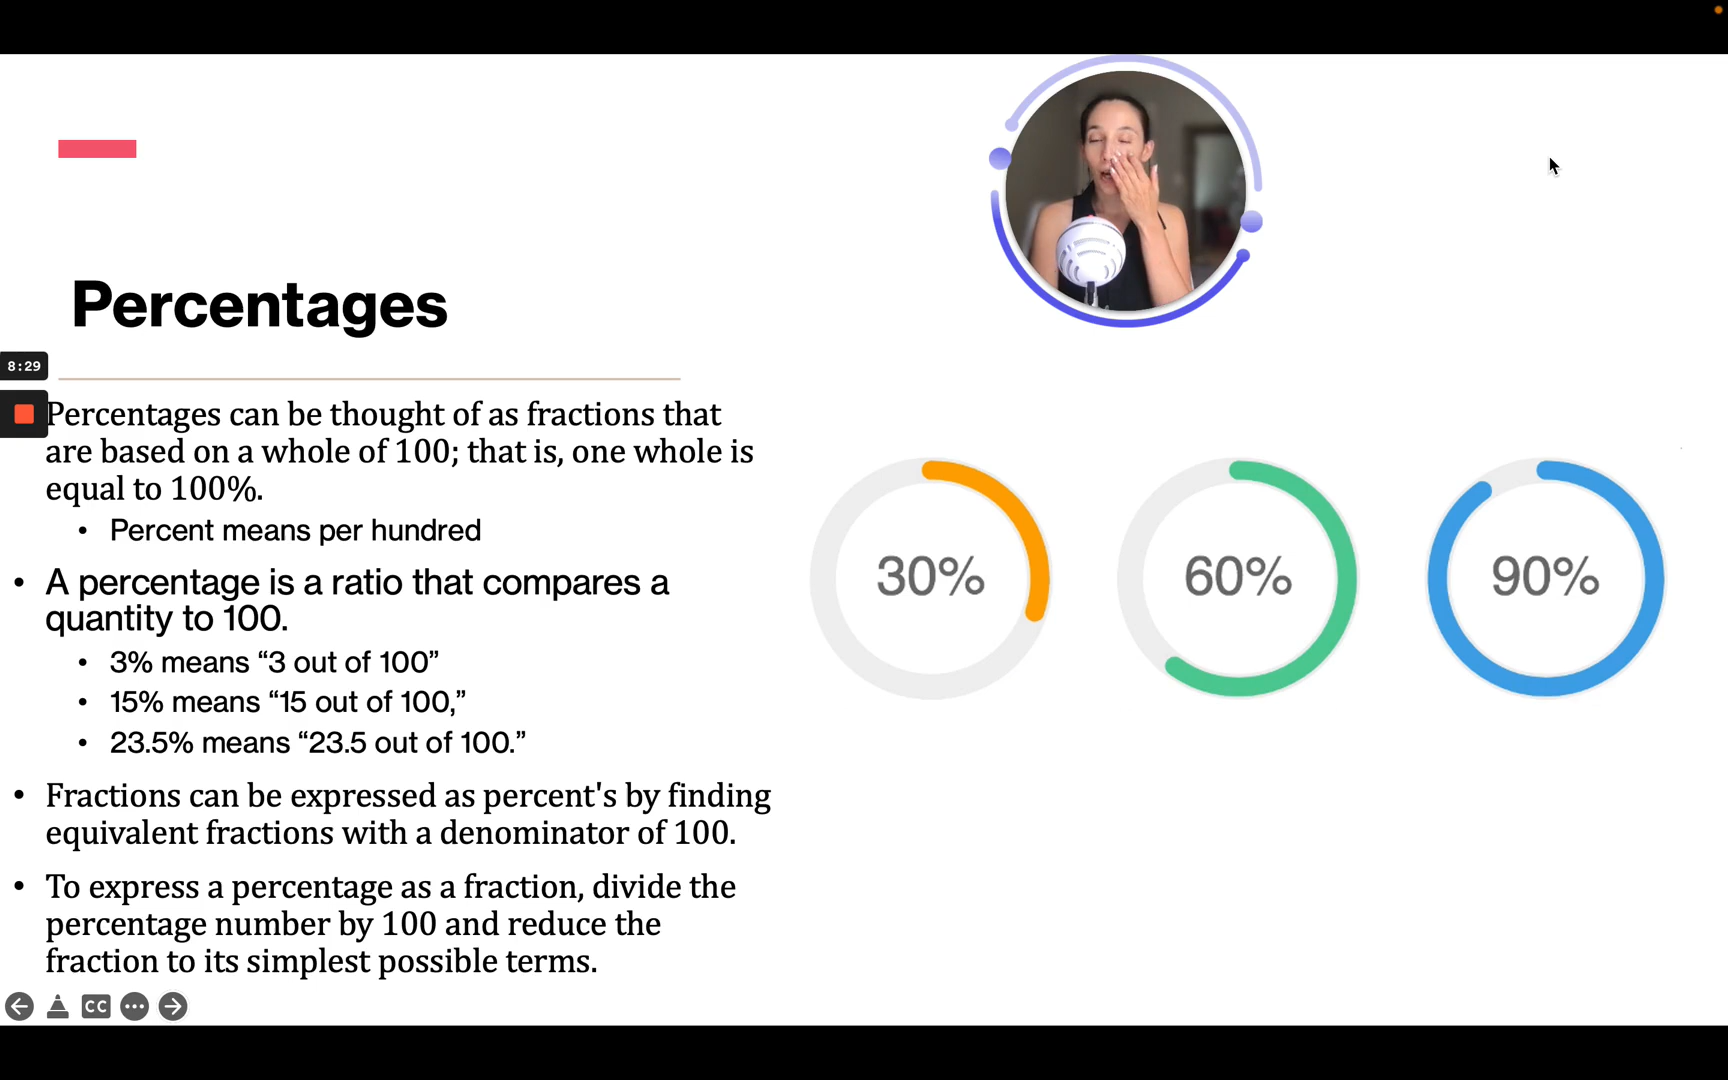 Percentages
8:29
Percentages can be thought of as fractions that
are based on a whole of 100; that is, one whole is
equal to 100%.
• Percent means per hundred
• A percentage is a ratio that compares a
quantity to 100.
• 3% means “3 out of 100”
• 15% means “15 out of 100,”
• 23.5% means “23.5 out of 100.”
• Fractions can be expressed as percent's by finding
equivalent fractions with a denominator of 100.
• To express a percentage as a fraction, divide the
percentage number by 100 and reduce the
fraction to its simplest possible terms.
30%
60%
90%
CC